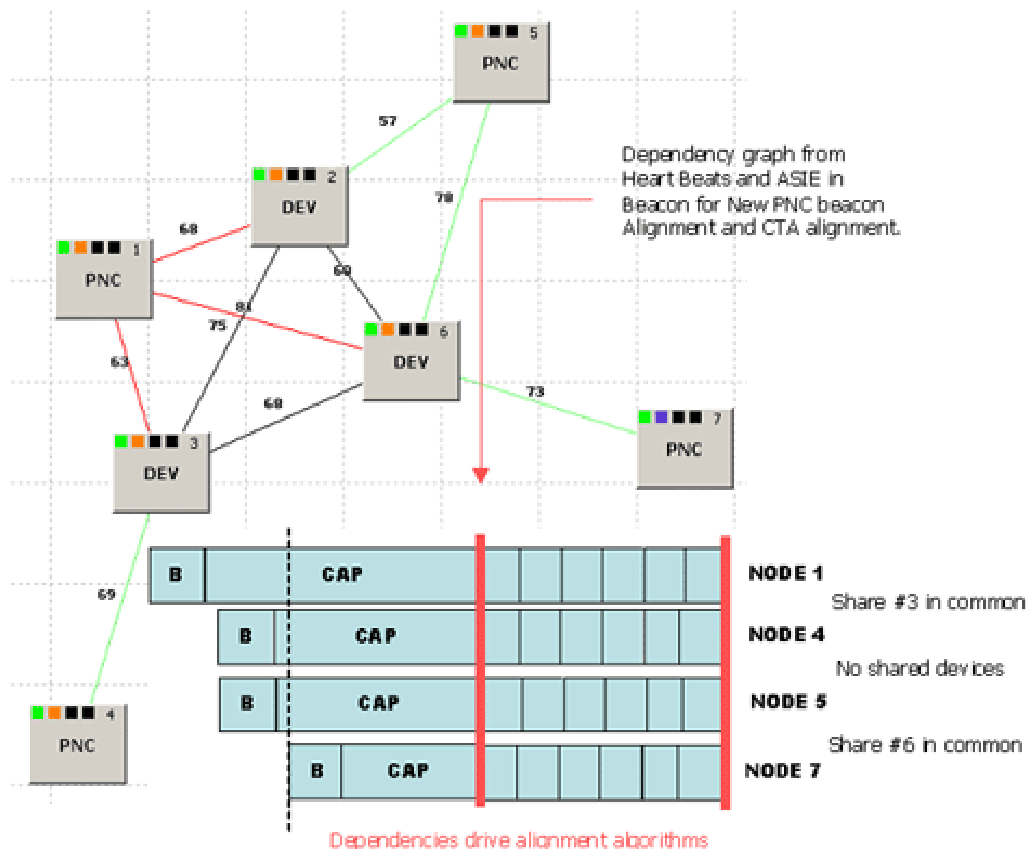 5
PNC
57
Dependency graph from
Heart Beats and ASIE in
Beacon for New PNC beacon
Alignment and CTA alignment.
2
DEV
78
68
1
PNC
60
81
75
6
DEV
63
68
73
7
PNC
3
DEV
69
B CAP NODE 1
Share #3 in common
B CAP NODE 4
No shared devices
B CAP NODE 5
4
PNC
Share #6 in common
B CAP NODE 7
Dependencies drive alignment algorithms